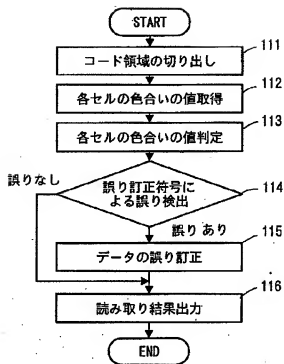 START
111
コード領域の切り出し
112
各セルの色合いの値取得
113
各セルの色合いの値判定
誤りなし
誤り訂正符号に
よる誤り検出
114
誤り あり
115
データの誤り訂正
116
読み取り結果出力
END